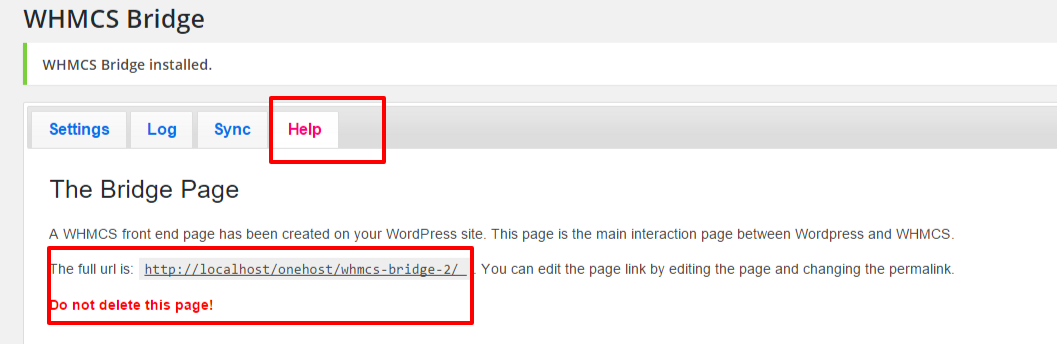 WHMCS Bridge
WHMCS Bridge installed.
Settings Log Sync Help
The Bridge Page
A WHMCS front end page has been created on your WordPress site. This page is the main interaction page between Wordpress and WHMCS.
The full url is: http://localhost/onehost/whmcs-bridge-2/ . You can edit the page link by editing the page and changing the permalink.
Do not delete this page!